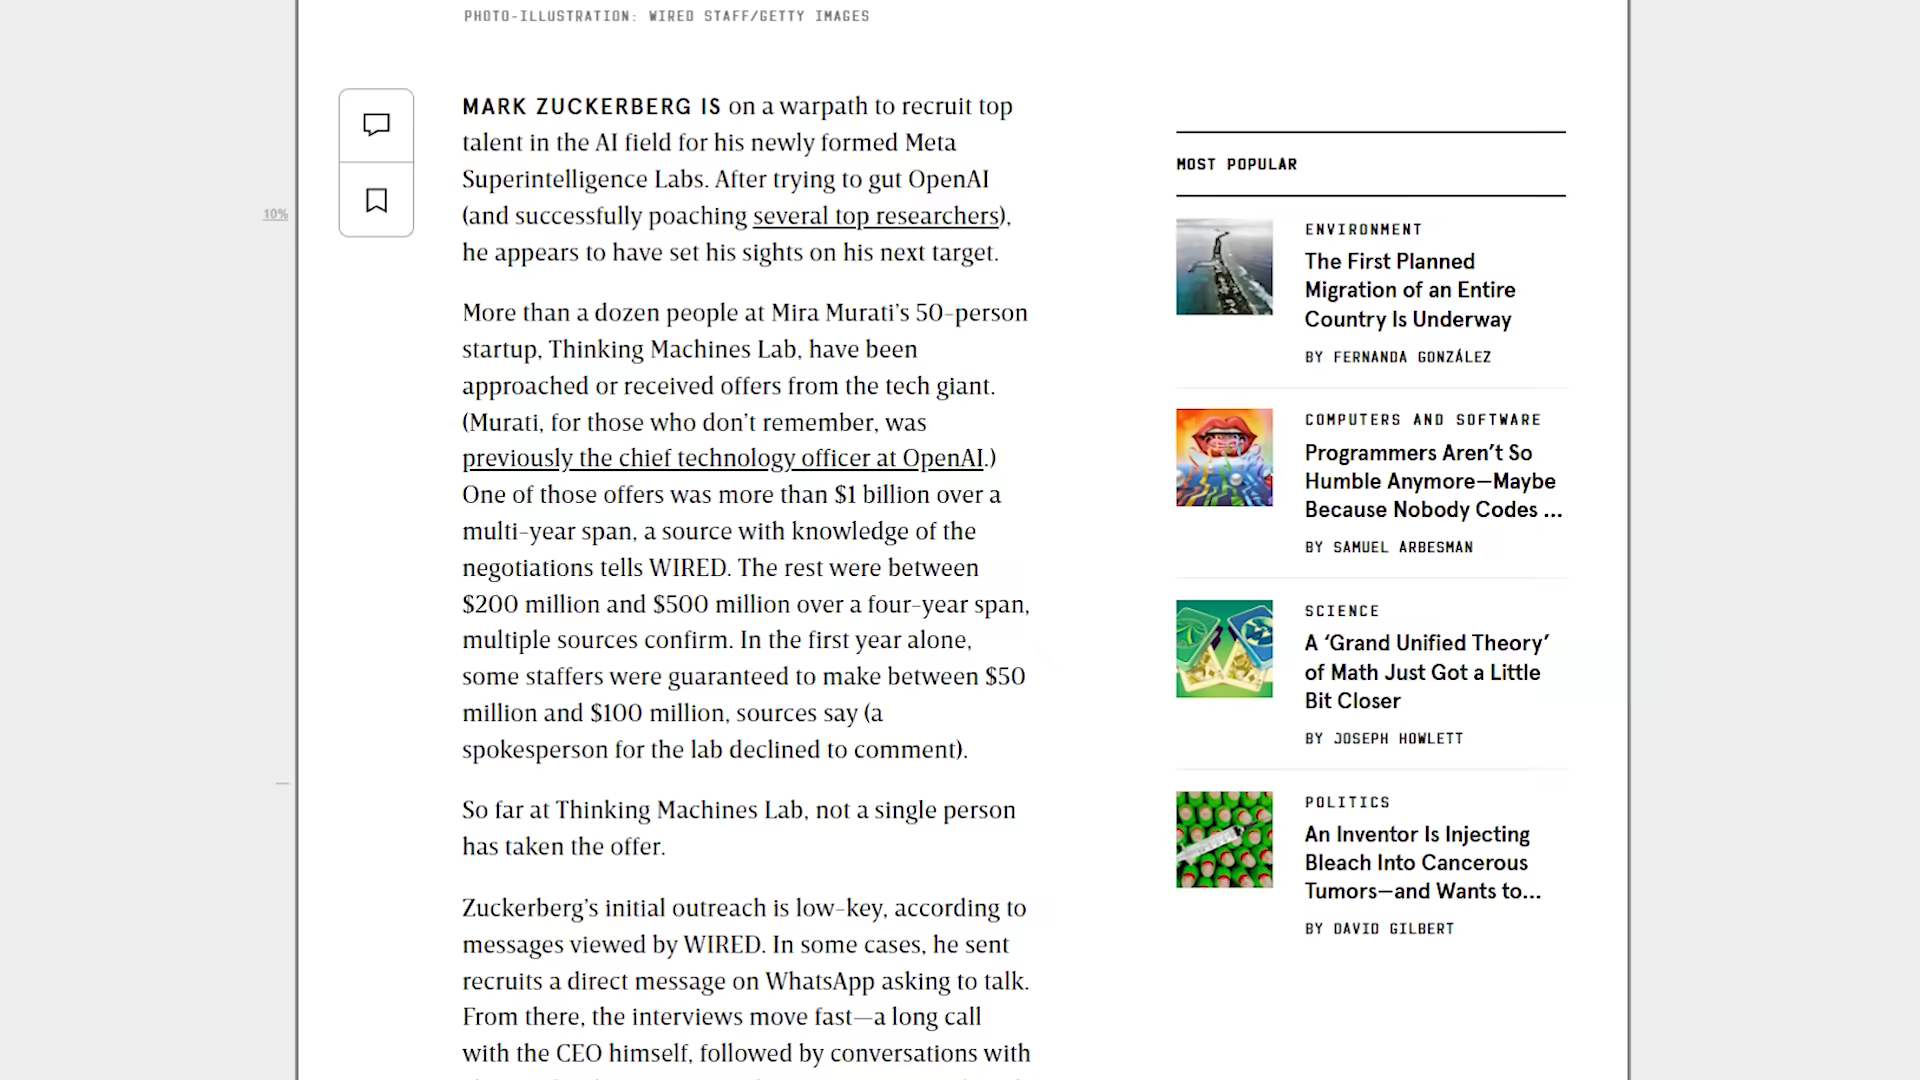 PHOTO-ILLUSTRATION: WIRED STAFF/GETTY IMAGES
10%
MARK ZUCKERBERG IS on a warpath to recruit top
talent in the AI field for his newly formed Meta
Superintelligence Labs. After trying to gut OpenAI
(and successfully poaching several top researchers),
he appears to have set his sights on his next target.
More than a dozen people at Mira Murati’s 50-person
startup, Thinking Machines Lab, have been
approached or received offers from the tech giant.
(Murati, for those who don’t remember, was
previously the chief technology officer at OpenAI.)
One of those offers was more than $1 billion over a
multi-year span, a source with knowledge of the
negotiations tells WIRED. The rest were between
$200 million and $500 million over a four-year span,
multiple sources confirm. In the first year alone,
some staffers were guaranteed to make between $50
million and $100 million, sources say (a
spokesperson for the lab declined to comment).
So far at Thinking Machines Lab, not a single person
has taken the offer.
Zuckerberg’s initial outreach is low-key, according to
messages viewed by WIRED. In some cases, he sent
recruits a direct message on WhatsApp asking to talk.
From there, the interviews move fast—a long call
with the CEO himself, followed by conversations with
MOST POPULAR
ENVIRONMENT
The First Planned
Migration of an Entire
Country Is Underway
BY FERNANDA GONZÁLEZ
COMPUTERS AND SOFTWARE
Programmers Aren’t So
Humble Anymore—Maybe
Because Nobody Codes ...
BY SAMUEL ARBESMAN
SCIENCE
A ‘Grand Unified Theory’
of Math Just Got a Little
Bit Closer
BY JOSEPH HOWLETT
POLITICS
An Inventor Is Injecting
Bleach Into Cancerous
Tumors—and Wants to...
BY DAVID GILBERT